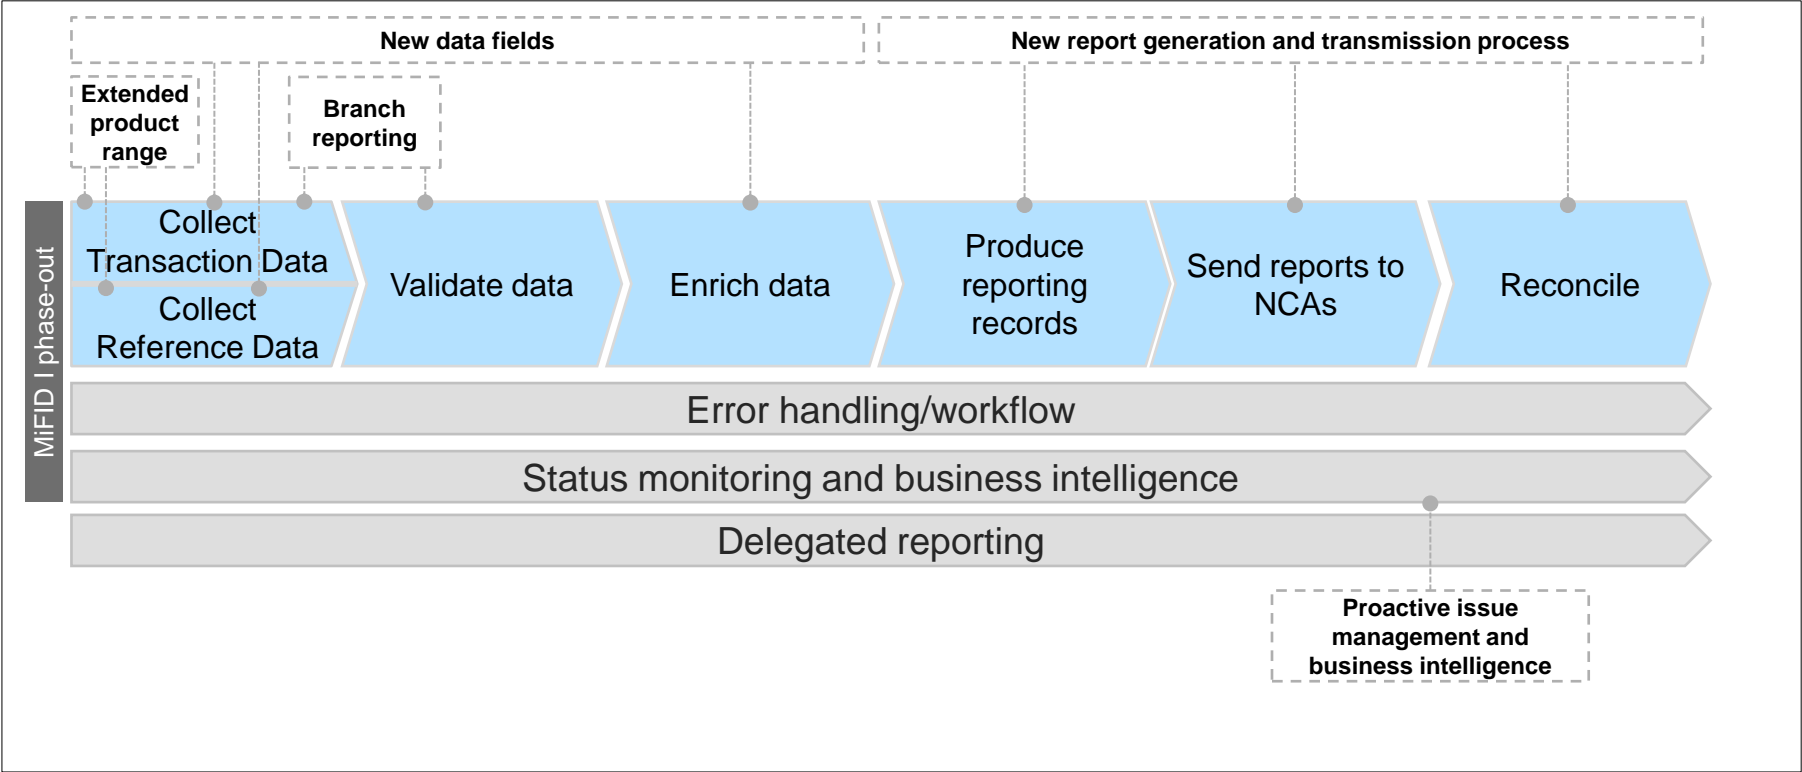 New data fields
New report generation and transmission process
Extended
product
range
Branch
reporting
MiFID I phase-out
Collect
Transaction Data
Collect
Reference Data
Validate data
Enrich data
Produce
reporting
records
Send reports to
NCAs
Reconcile
Error handling/workflow
Status monitoring and business intelligence
Delegated reporting
Proactive issue
management and
business intelligence